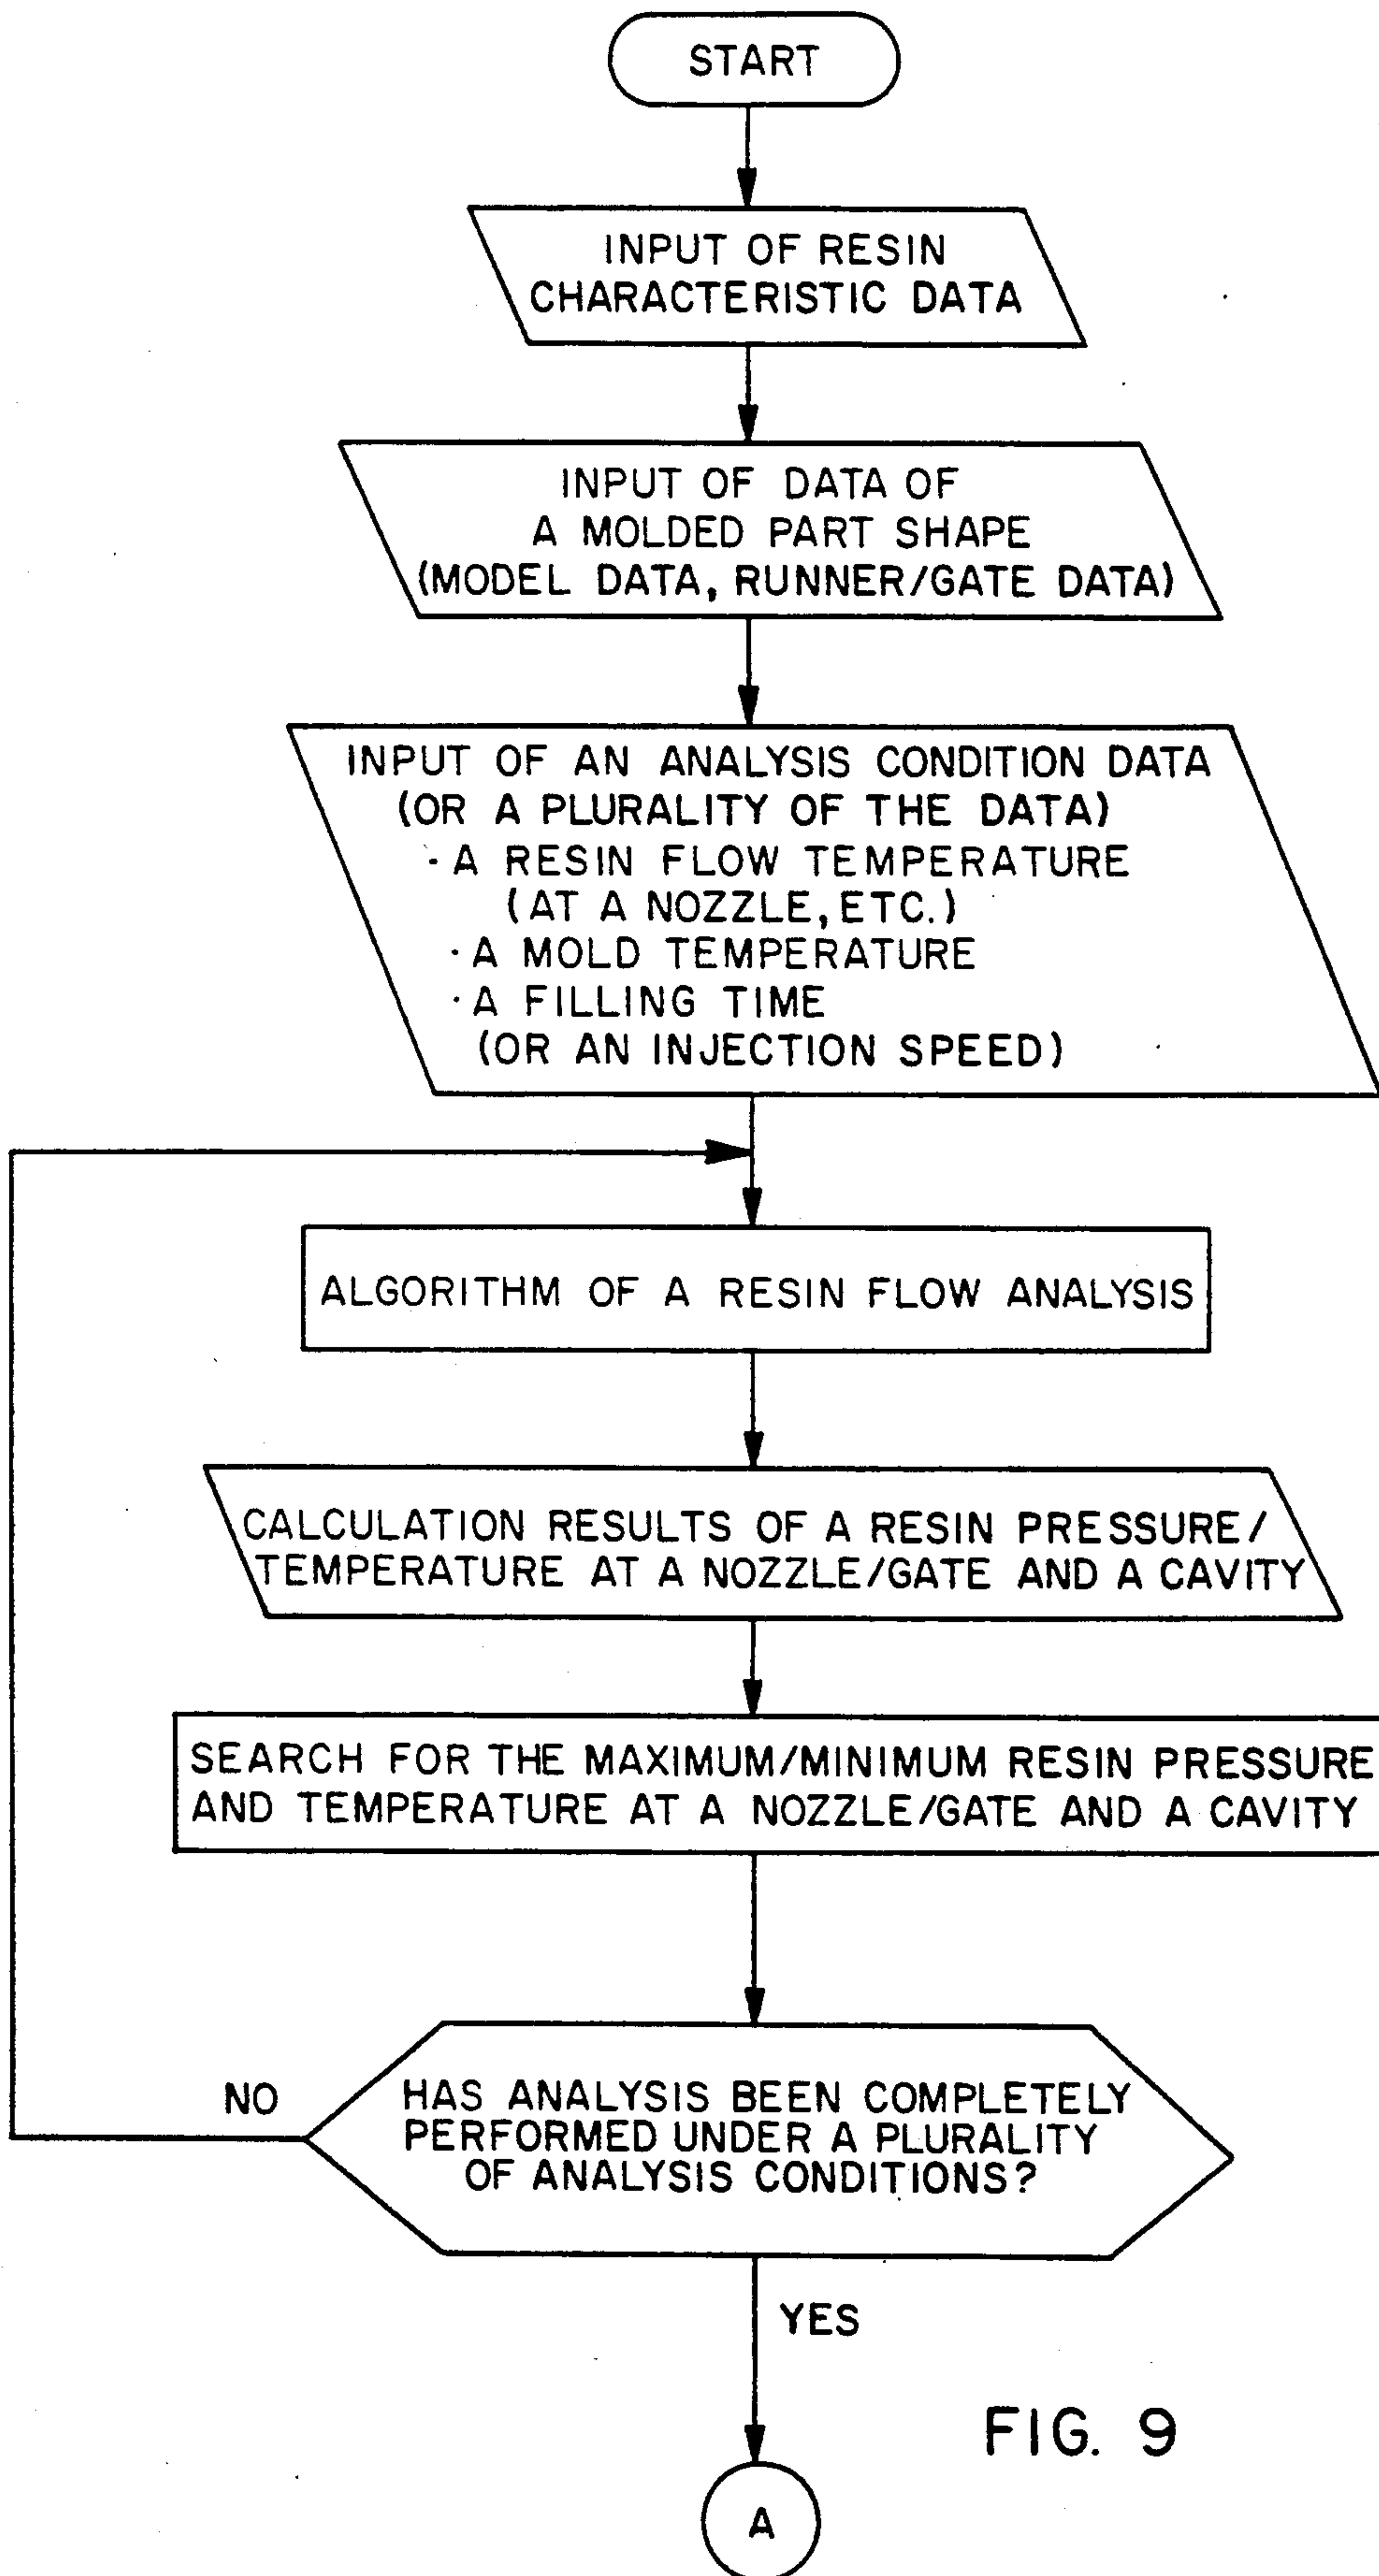 START
INPUT OF RESIN
CHARACTERISTIC DATA
INPUT OF DATA OF
A MOLDED PART SHAPE
(MODEL DATA, RUNNER/GATE DATA)
INPUT OF AN ANALYSIS CONDITION DATA
(OR A PLURALITY OF THE DATA)
· A RESIN FLOW TEMPERATURE
(AT A NOZZLE, ETC.)
· A MOLD TEMPERATURE
· A FILLING TIME
(OR AN INJECTION SPEED)
ALGORITHM OF A RESIN FLOW ANALYSIS
CALCULATION RESULTS OF A RESIN PRESSURE/
TEMPERATURE AT A NOZZLE/GATE AND A CAVITY
SEARCH FOR THE MAXIMUM/MINIMUM RESIN PRESSURE
AND TEMPERATURE AT A NOZZLE/GATE AND A CAVITY
NO
HAS ANALYSIS BEEN COMPLETELY
PERFORMED UNDER A PLURALITY
OF ANALYSIS CONDITIONS?
YES
FIG. 9
A